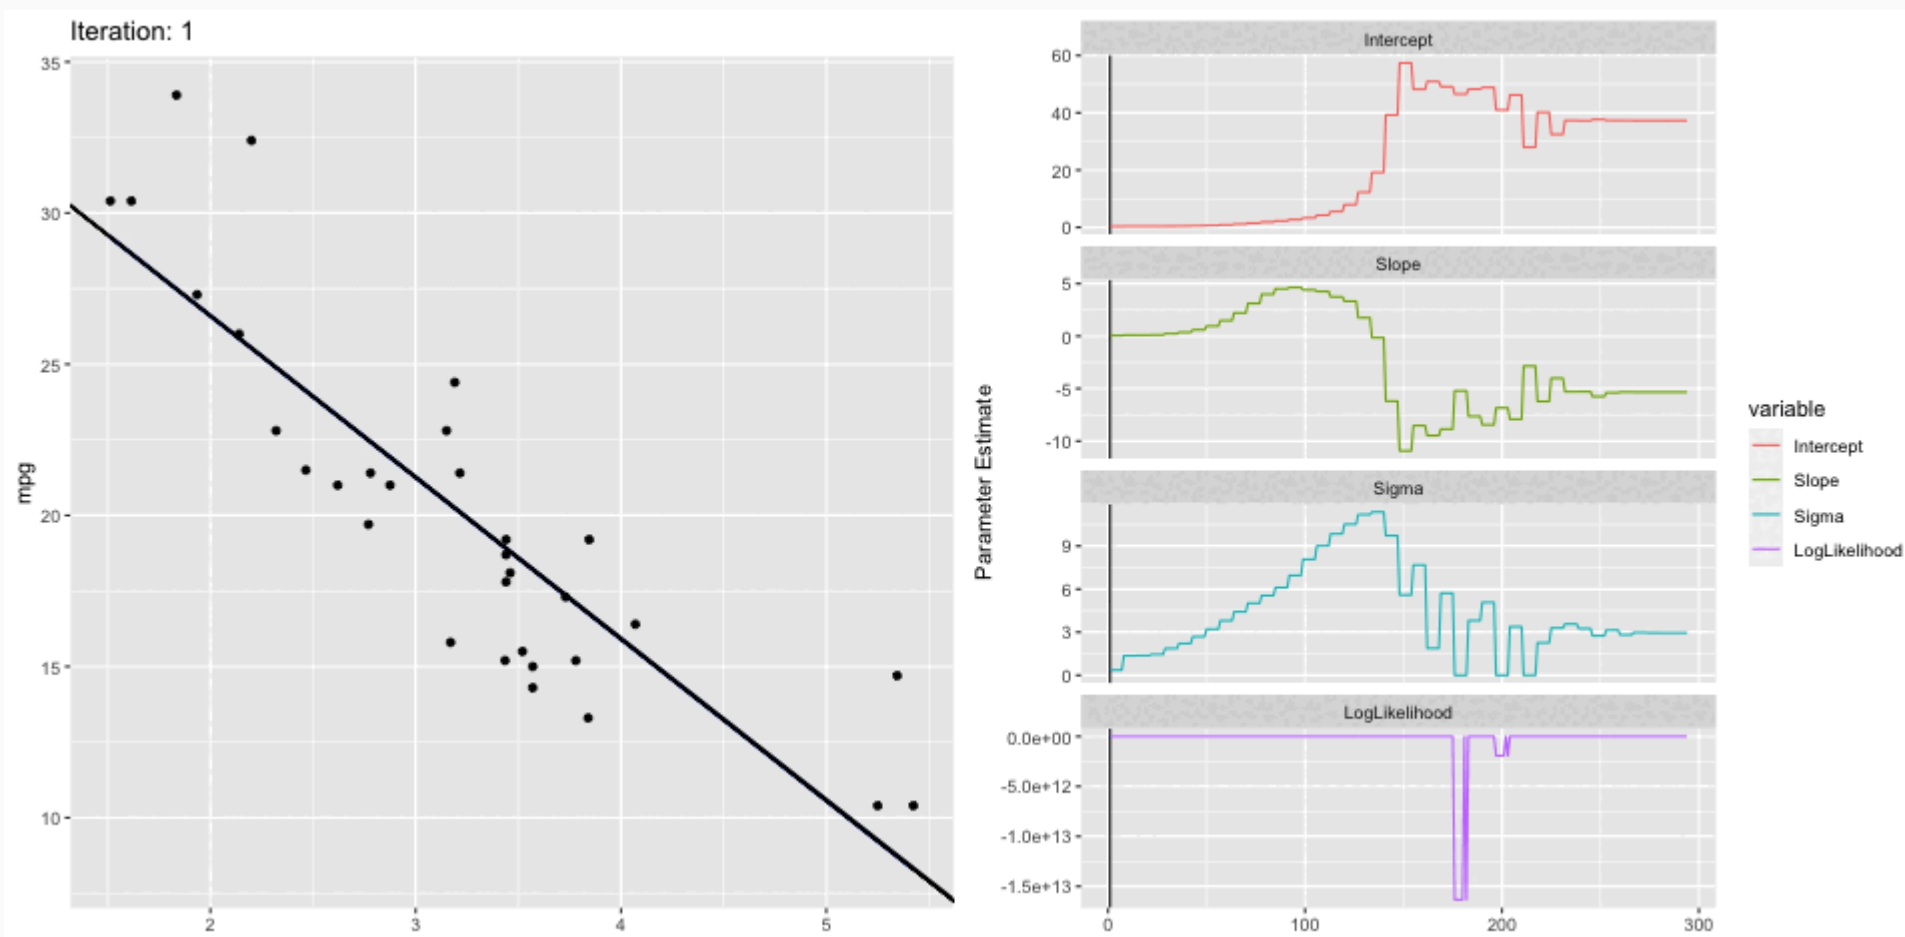 Iteration: 1
35
30
25
20
15
10
mpg
2
3
4
5
Parameter Estimate
Intercept
60
40
20
0
Slope
5
0
-5
-10
Sigma
9
6
3
0
LogLikelihood
0.0e+00
-5.0e+12
-1.0e+13
-1.5e+13
0
100
200
300
variable
Intercept
Slope
Sigma
LogLikelihood